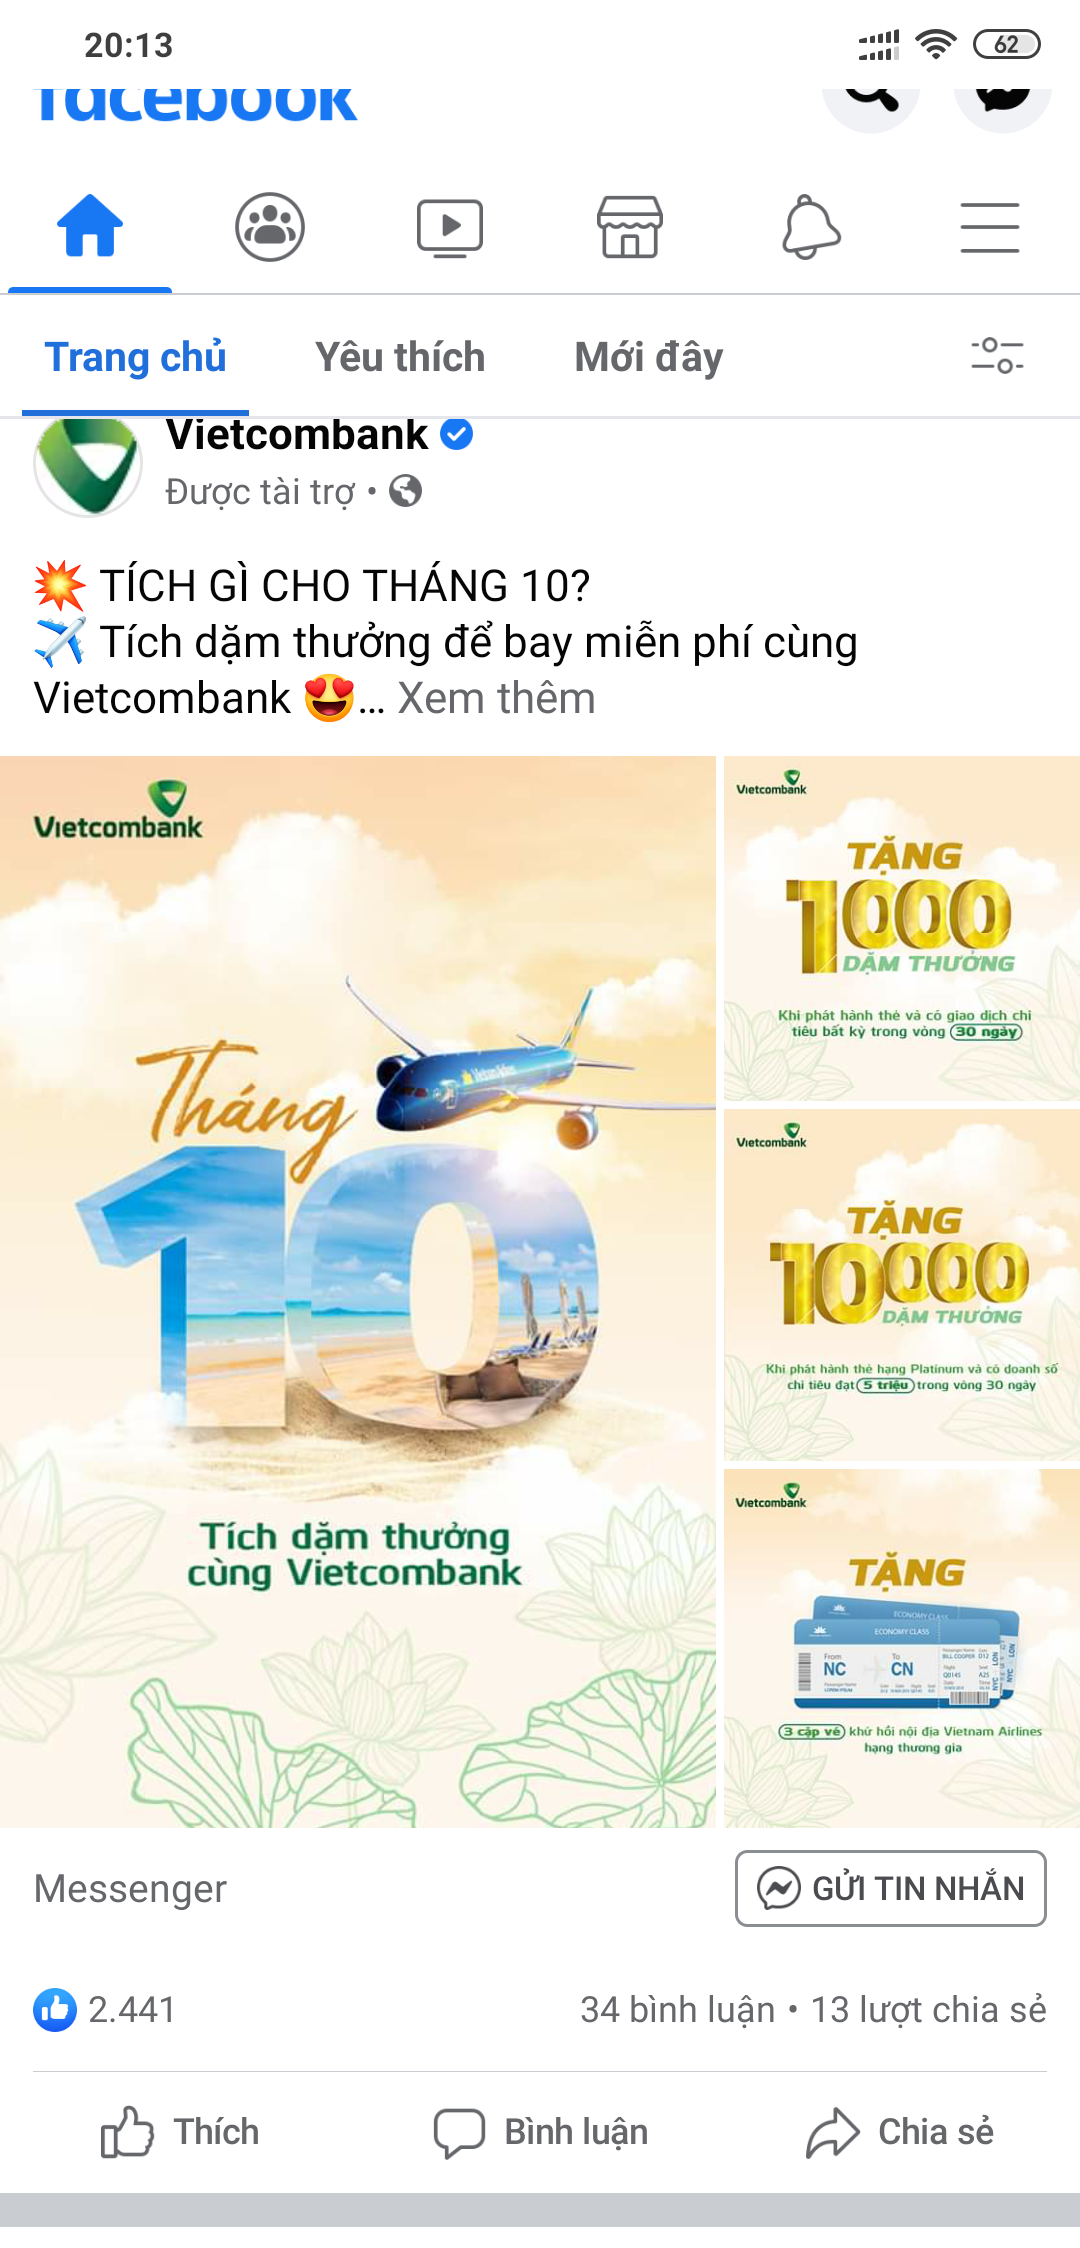 20:13
62
facebook
Trang chủ
Yêu thích
Mới đây
Vietcombank
Được tài trợ •
💥 TÍCH GÌ CHO THÁNG 10?
✈️ Tích dặm thưởng để bay miễn phí cùng
Vietcombank 😍... Xem thêm
Vietcombank
Tháng
10
Tích dặm thưởng
cùng Vietcombank
Vietcombank
TẶNG
1000
DẶM THƯỞNG
Khi phát hành thẻ và có giao dịch chi
tiêu bất kỳ trong vòng 30 ngày
Vietcombank
TẶNG
10000
DẶM THƯỞNG
Khi phát hành thẻ hạng Platinum và có doanh số
chi tiêu đạt 5 triệu trong vòng 30 ngày
Vietcombank
TẶNG
ECONOMY CLASS
ECONOMY CLASS
From
NC
To
CN
BILL COOPER
3 cặp vé khứ hồi nội địa Vietnam Airlines
hạng thương gia
Messenger
GỬI TIN NHẮN
2.441
34 bình luận • 13 lượt chia sẻ
Thích
Bình luận
Chia sẻ